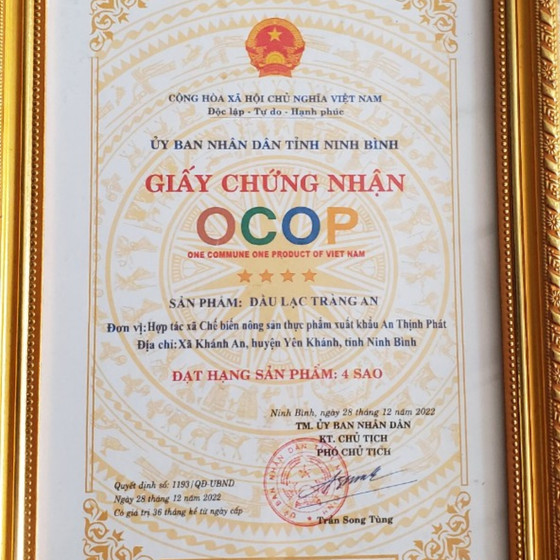 CỘNG HÒA XÃ HỘI CHỦ NGHĨA VIỆT NAM
Độc lập - Tự do - Hạnh phúc
ỦY BAN NHÂN DÂN TỈNH NINH BÌNH
GIẤY CHỨNG NHẬN
OCOP
ONE COMMUNE ONE PRODUCT OF VIET NAM
SẢN PHẨM: DẦU LẠC TRÀNG AN
Đơn vị: Hợp tác xã Chế biến nông sản thực phẩm xuất khẩu An Thịnh Phát
Địa chỉ: Xã Khánh An, huyện Yên Khánh, tỉnh Ninh Bình
ĐẠT HẠNG SẢN PHẨM: 4 SAO
Ninh Bình, ngày 28 tháng 12 năm 2022
TM. ỦY BAN NHÂN DÂN
KT. CHỦ TỊCH
PHÓ CHỦ TỊCH
Quyết định số: 1193/QĐ-UBND
Ngày 28 tháng 12 năm 2022
Có giá trị 36 tháng kể từ ngày cấp
Trần Song Tùng